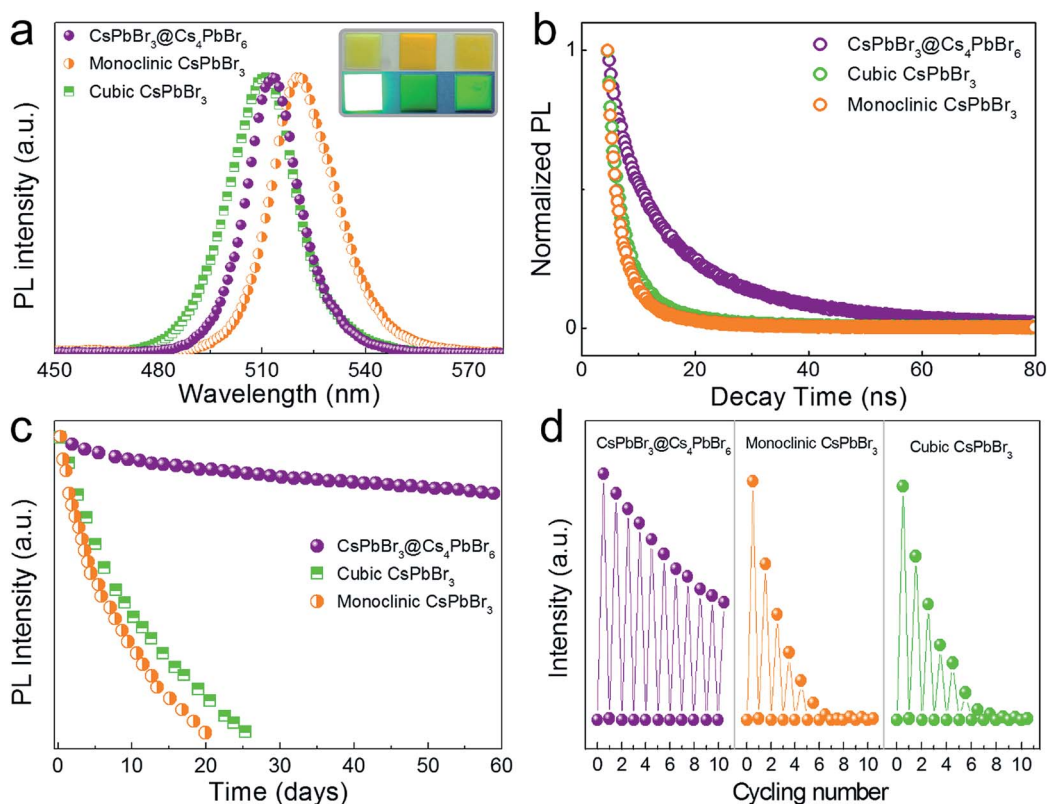 a
CsPbBr₃@Cs₄PbBr₆
Monoclinic CsPbBr₃
Cubic CsPbBr₃
PL intensity (a.u.)
450 480 510 540 570
Wavelength (nm)
b
CsPbBr₃@Cs₄PbBr₆
Cubic CsPbBr₃
Monoclinic CsPbBr₃
Normalized PL
1
0
0 20 40 60 80
Decay Time (ns)
c
CsPbBr₃@Cs₄PbBr₆
Cubic CsPbBr₃
Monoclinic CsPbBr₃
PL Intensity (a.u.)
0 10 20 30 40 50 60
Time (days)
d
CsPbBr₃@Cs₄PbBr₆ Monoclinic CsPbBr₃ Cubic CsPbBr₃
Intensity (a.u.)
0 2 4 6 8 10 0 2 4 6 8 10 0 2 4 6 8 10
Cycling number